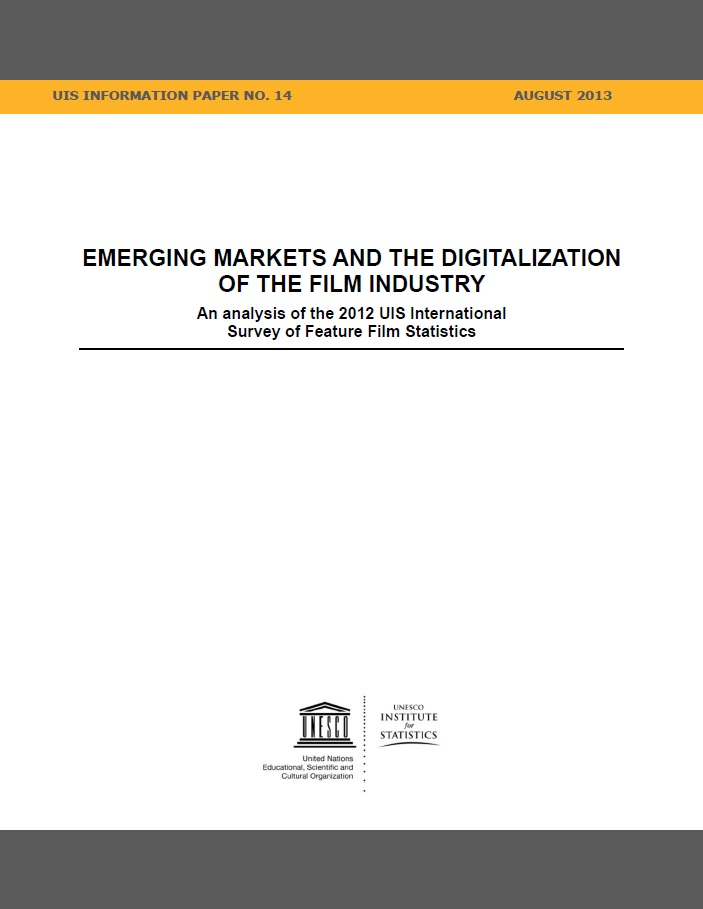 UIS INFORMATION PAPER NO. 14 AUGUST 2013
EMERGING MARKETS AND THE DIGITALIZATION
OF THE FILM INDUSTRY
An analysis of the 2012 UIS International
Survey of Feature Film Statistics
UNESCO
United Nations
Educational, Scientific and
Cultural Organization
UNESCO
INSTITUTE
for
STATISTICS